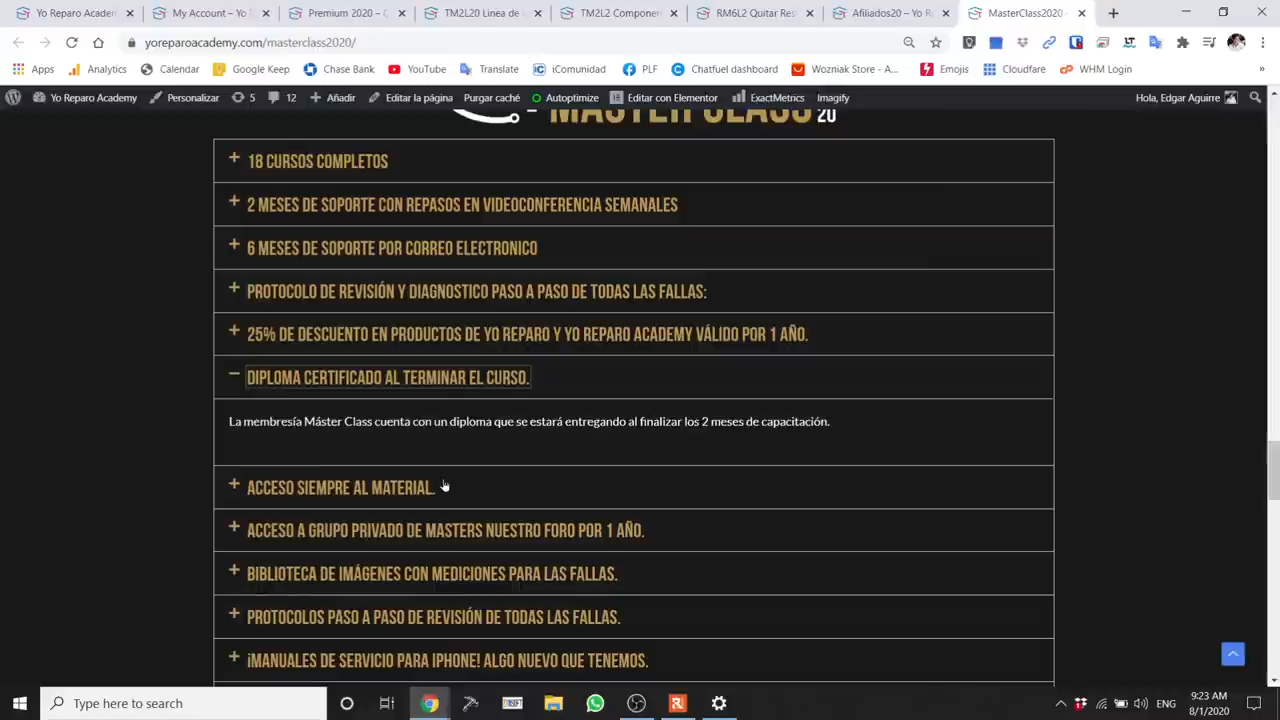 Yo Reparo Academ
My Account – Yo
Premium 2020 – C
TM2L20 Linea de
TM2L2 Componen
RM6L2 Quitar Res
Afiliados20 – Yo R
MasterClass2020 -
yoreparoacademy.com/masterclass2020/
Apps
Analytics
Calendar
Google Keep
Chase Bank
YouTube
Translate
iComunidad
PLF
Chatfuel dashboard
Wozniak Store - A...
Emojis
Cloudfare
WHM Login
»
Yo Reparo Academy
Personalizar
5
12
Añadir
Editar la página
Purgar caché
Autoptimize
Editar con Elementor
ExactMetrics
Imagify
Hola, Edgar Aguirre
MASTER CLASS 20
+ 18 CURSOS COMPLETOS
+ 2 MESES DE SOPORTE CON REPASOS EN VIDEOCONFERENCIA SEMANALES
+ 6 MESES DE SOPORTE POR CORREO ELECTRONICO
+ PROTOCOLO DE REVISIÓN Y DIAGNOSTICO PASO A PASO DE TODAS LAS FALLAS:
+ 25% DE DESCUENTO EN PRODUCTOS DE YO REPARO Y YO REPARO ACADEMY VÁLIDO POR 1 AÑO.
− DIPLOMA CERTIFICADO AL TERMINAR EL CURSO.
La membresía Máster Class cuenta con un diploma que se estará entregando al finalizar los 2 meses de capacitación.
+ ACCESO SIEMPRE AL MATERIAL.
+ ACCESO A GRUPO PRIVADO DE MASTERS NUESTRO FORO POR 1 AÑO.
+ BIBLIOTECA DE IMÁGENES CON MEDICIONES PARA LAS FALLAS.
+ PROTOCOLOS PASO A PASO DE REVISIÓN DE TODAS LAS FALLAS.
+ ¡MANUALES DE SERVICIO PARA IPHONE! ALGO NUEVO QUE TENEMOS.
Type here to search
ENG
9:23 AM
8/1/2020